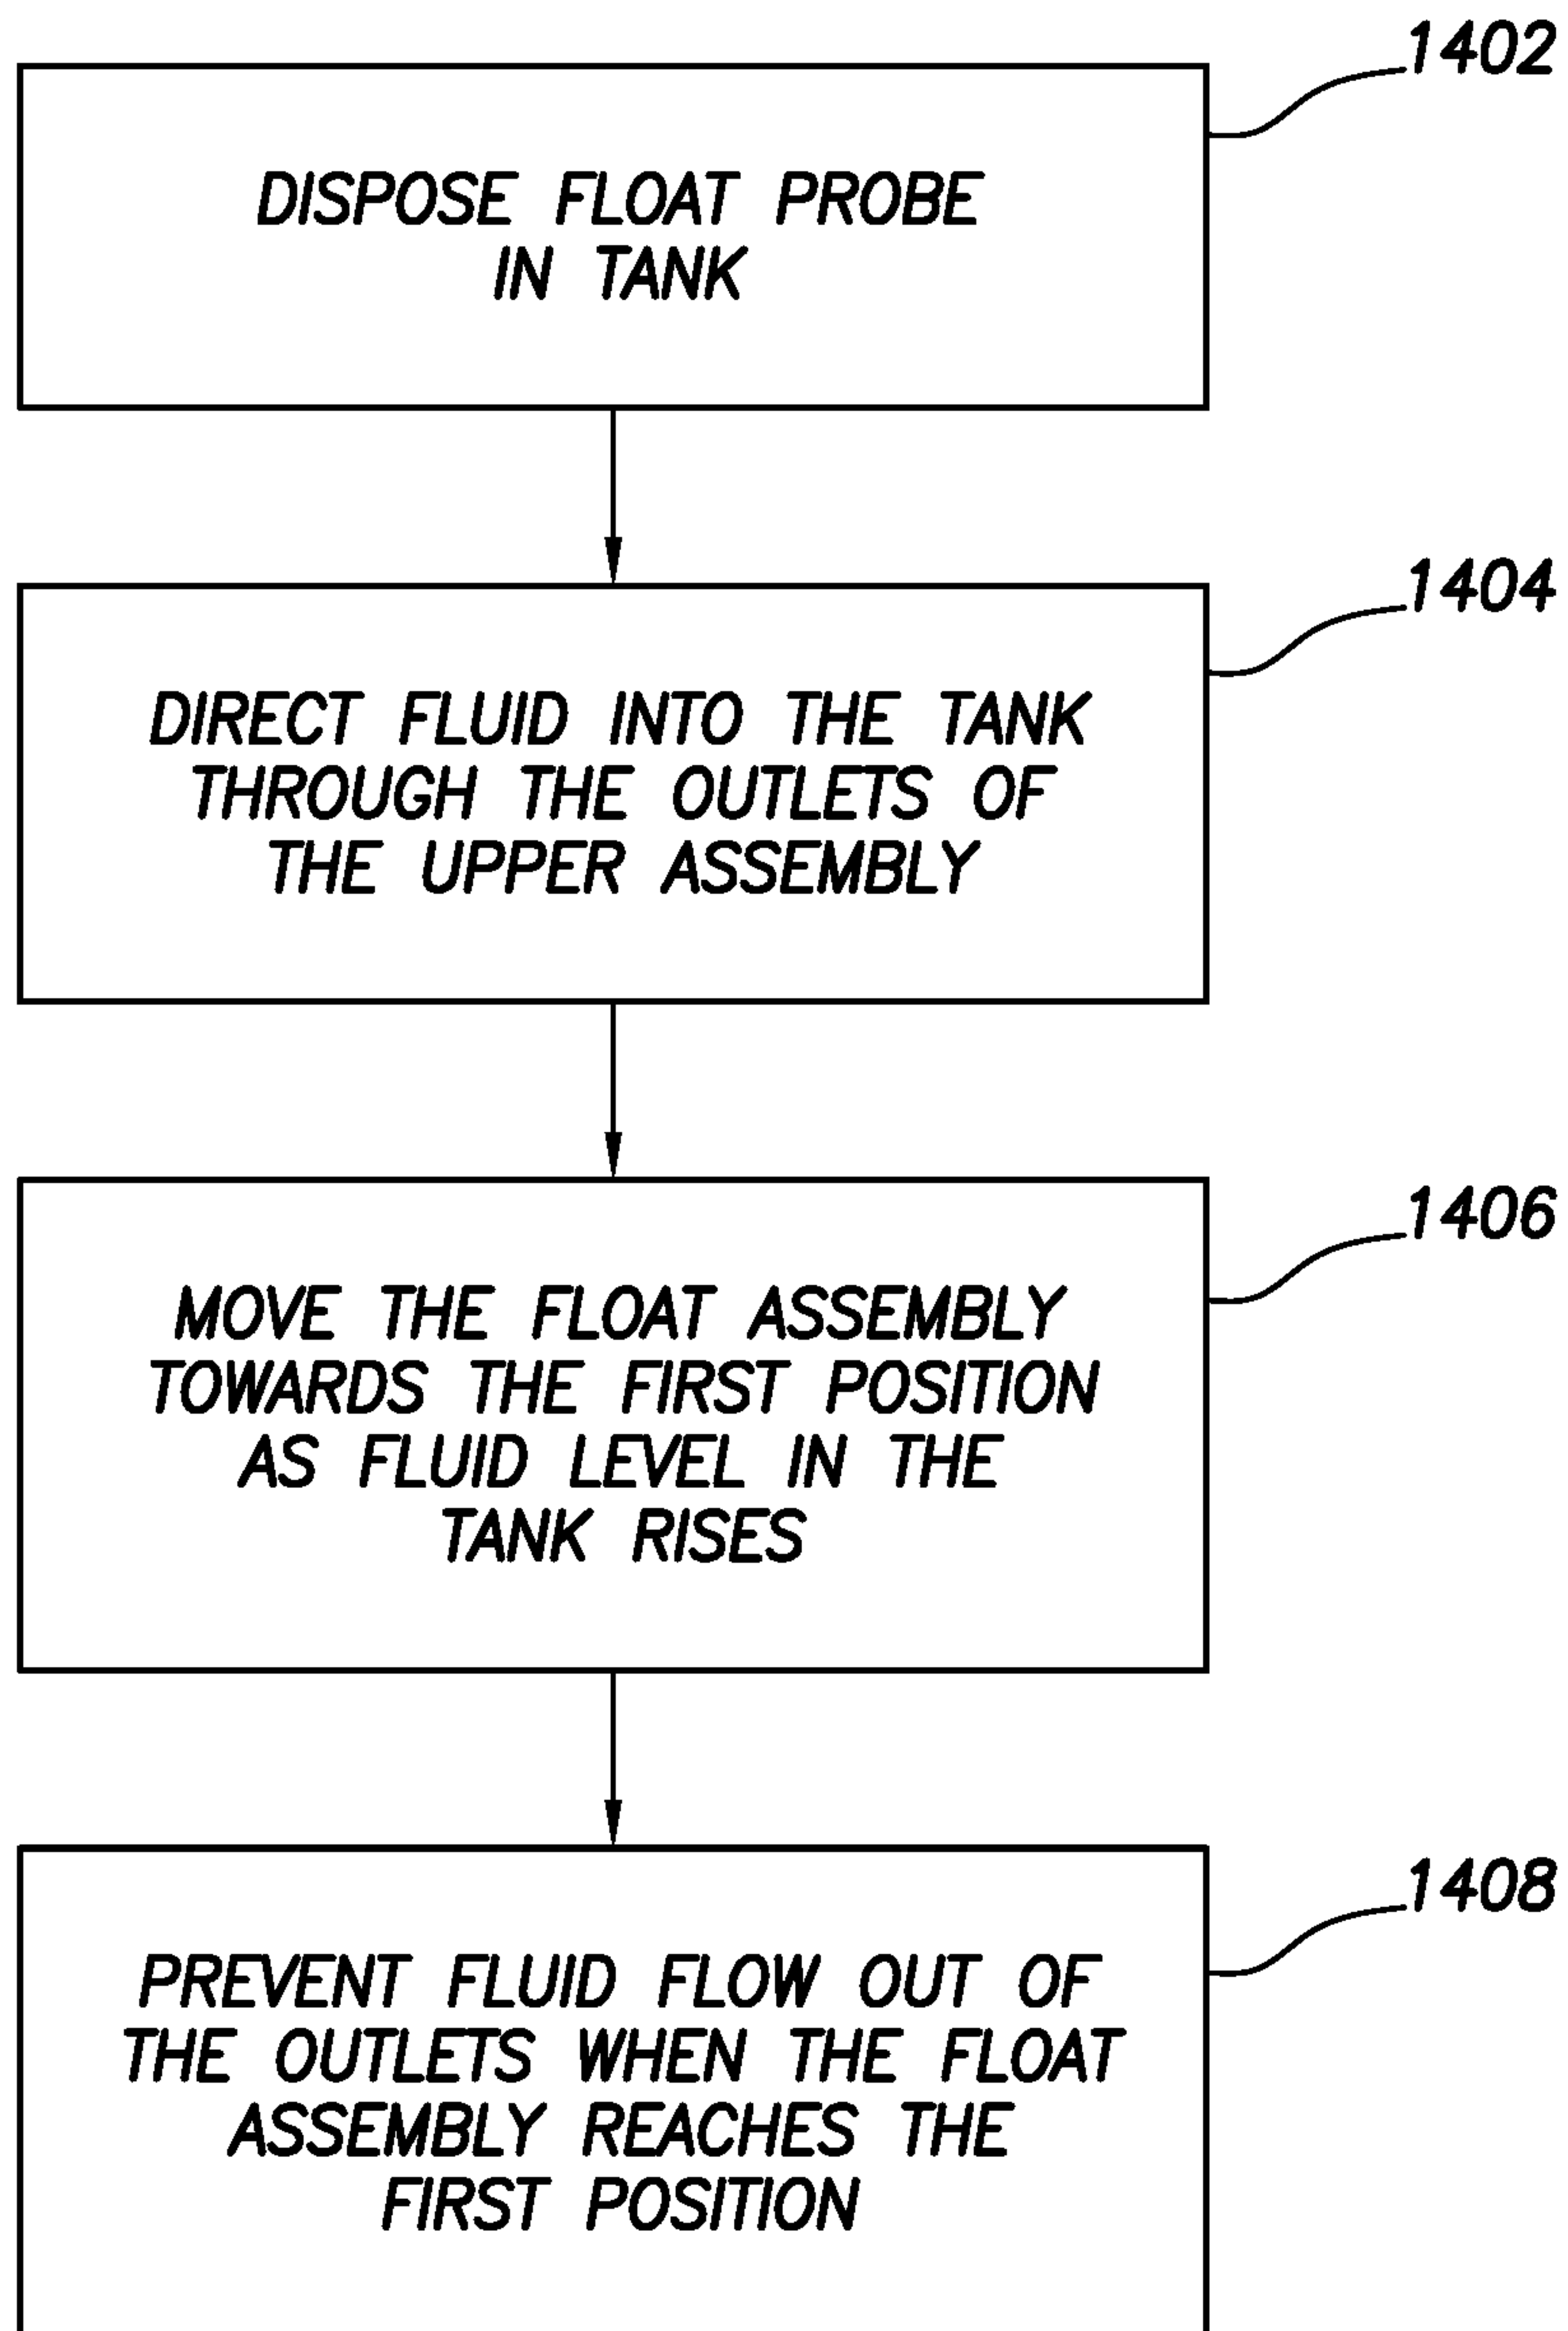 1402
DISPOSE FLOAT PROBE
IN TANK
1404
DIRECT FLUID INTO THE TANK
THROUGH THE OUTLETS OF
THE UPPER ASSEMBLY
1406
MOVE THE FLOAT ASSEMBLY
TOWARDS THE FIRST POSITION
AS FLUID LEVEL IN THE
TANK RISES
1408
PREVENT FLUID FLOW OUT OF
THE OUTLETS WHEN THE FLOAT
ASSEMBLY REACHES THE
FIRST POSITION